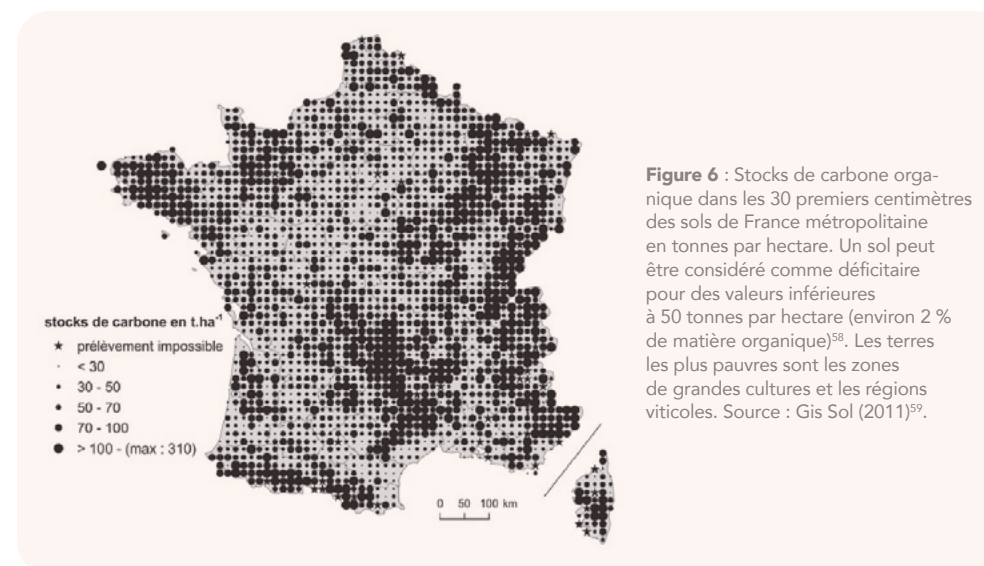 stocks de carbone en t.ha⁻¹
★ prélèvement impossible
< 30
30 - 50
50 - 70
70 - 100
> 100 - (max : 310)
0 50 100 km
Figure 6 : Stocks de carbone orga-
nique dans les 30 premiers centimètres
des sols de France métropolitaine
en tonnes par hectare. Un sol peut
être considéré comme déficitaire
pour des valeurs inférieures
à 50 tonnes par hectare (environ 2 %
de matière organique)⁵⁸. Les terres
les plus pauvres sont les zones
de grandes cultures et les régions
viticoles. Source : Gis Sol (2011)⁵⁹.